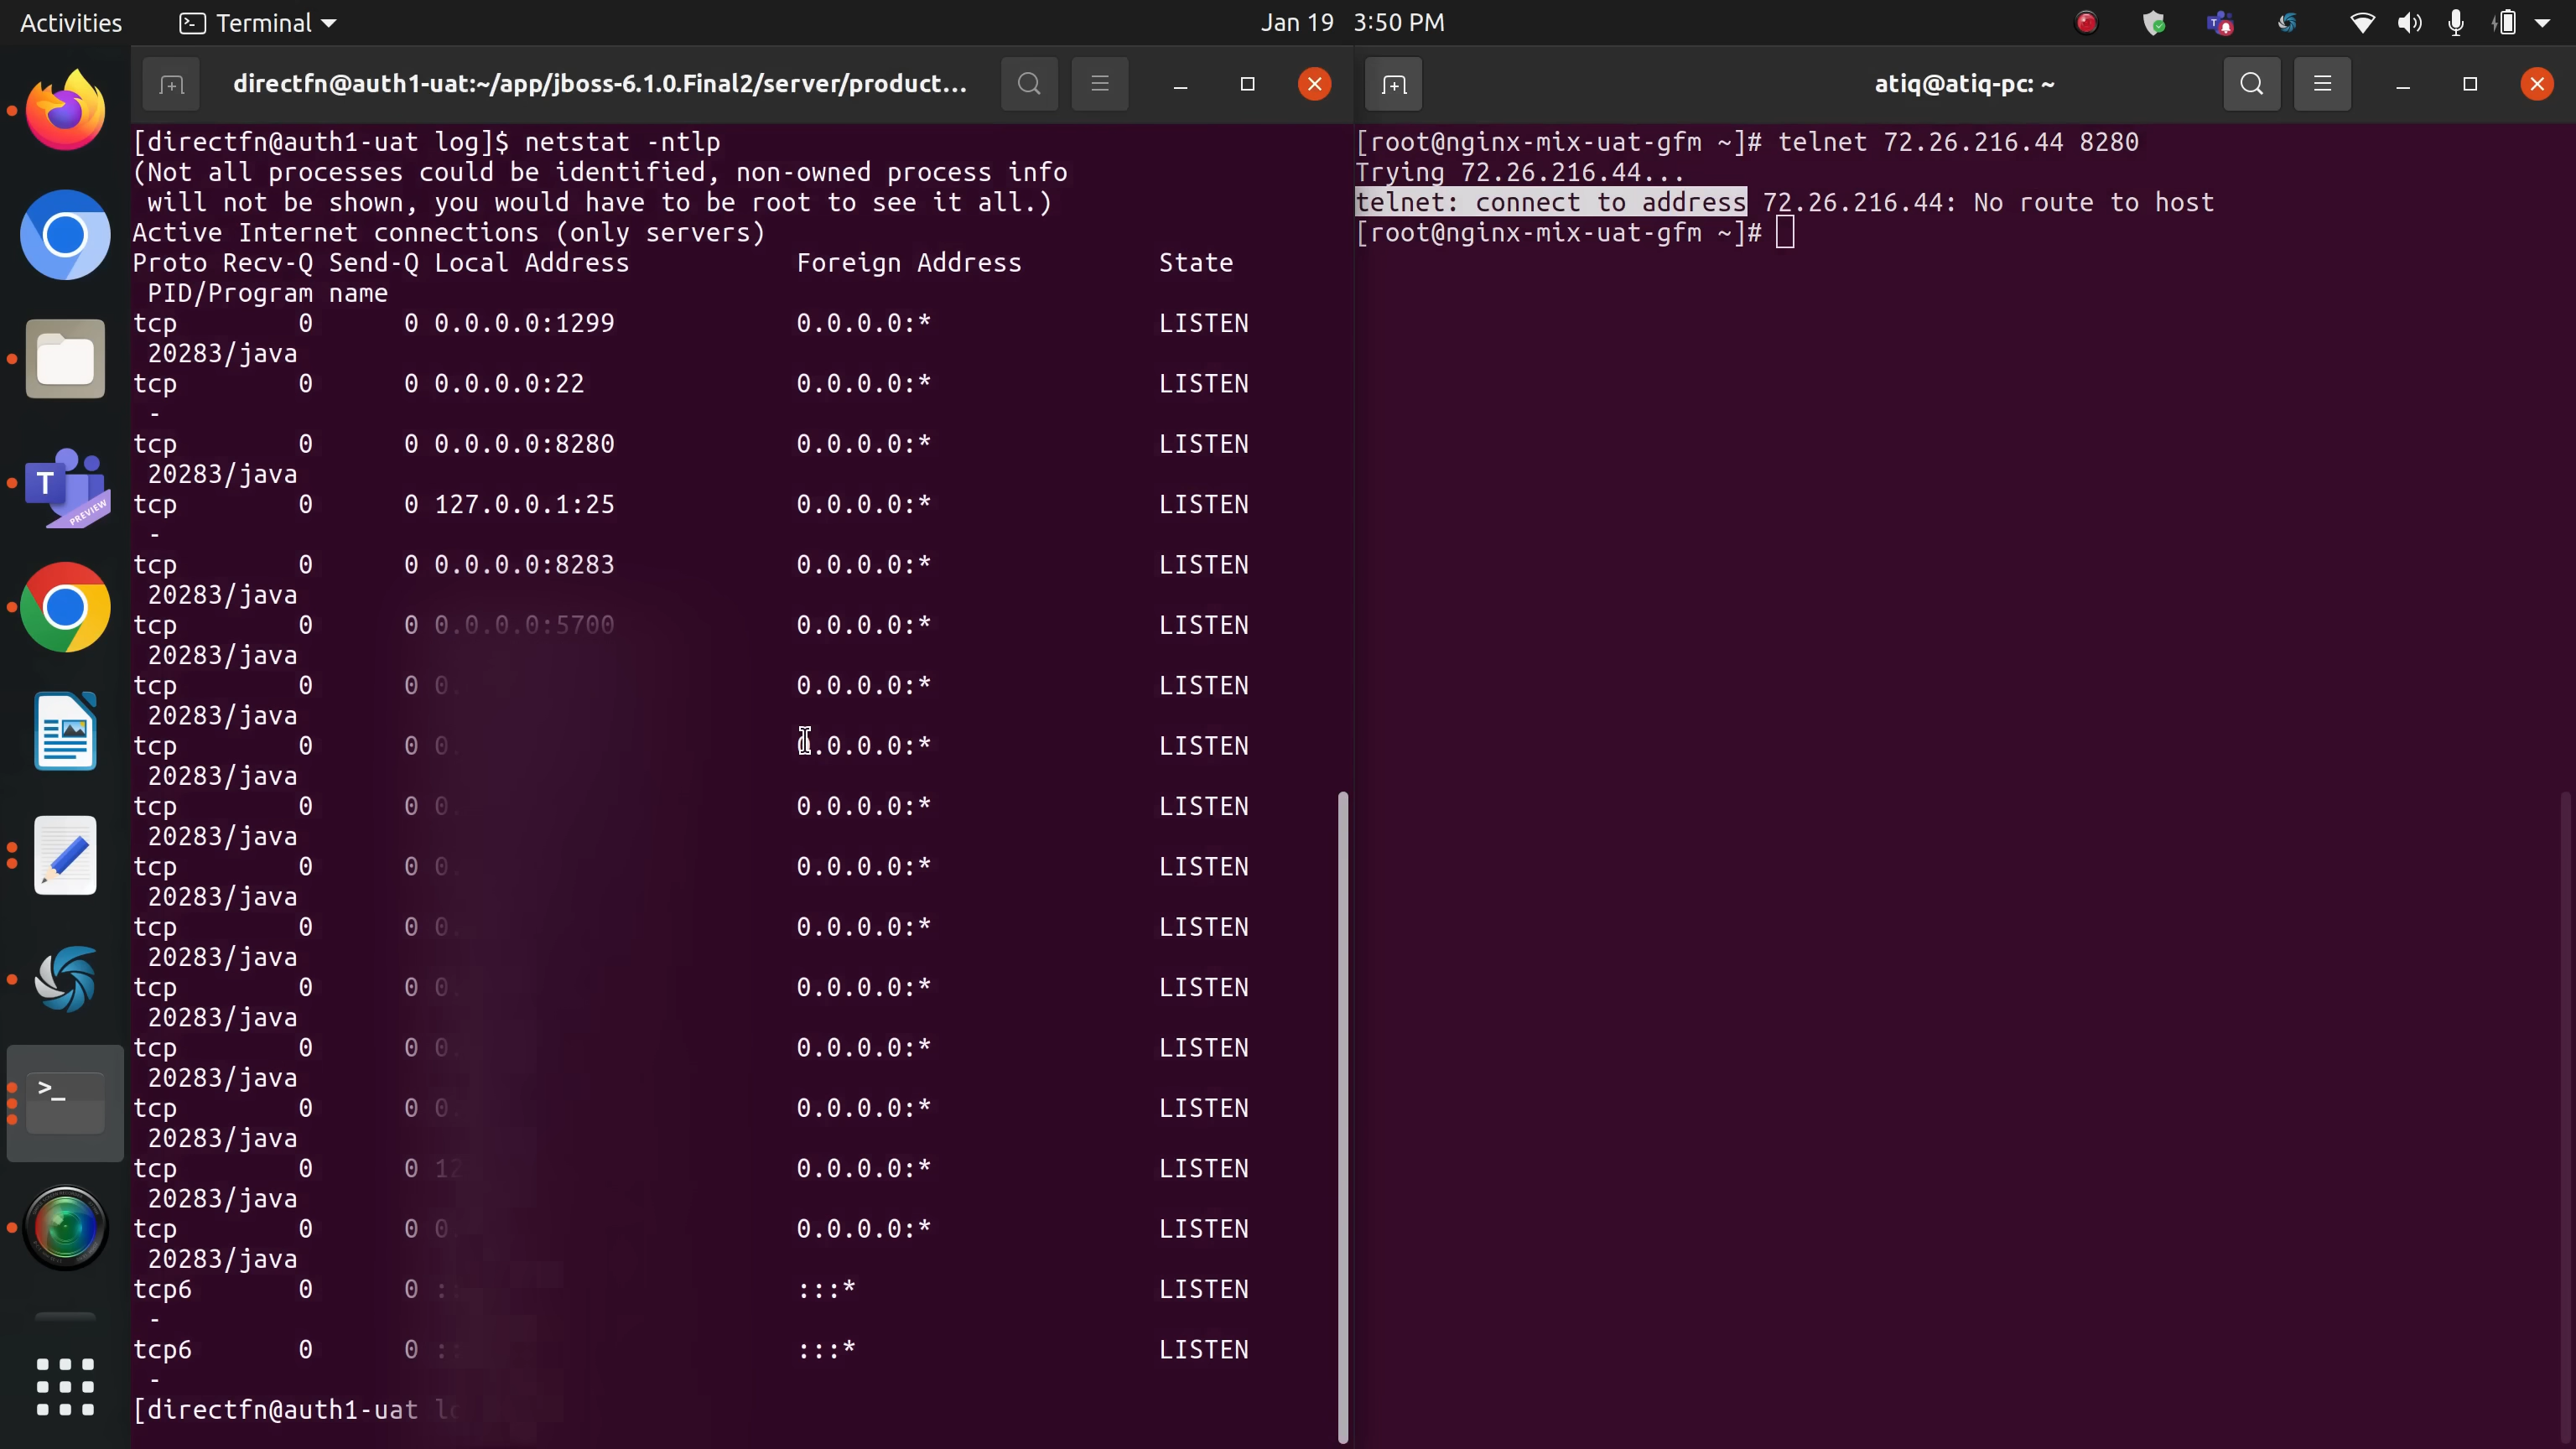 Activities
Terminal
Jan 19 3:50 PM
directfn@auth1-uat:~/app/jboss-6.1.0.Final2/server/product...
[directfn@auth1-uat log]$ netstat -ntlp
(Not all processes could be identified, non-owned process info
will not be shown, you would have to be root to see it all.)
Active Internet connections (only servers)
Proto Recv-Q Send-Q Local Address Foreign Address State
PID/Program name
tcp 0 0 0.0.0.0:1299 0.0.0.0:* LISTEN
20283/java
tcp 0 0 0.0.0.0:22 0.0.0.0:* LISTEN
-
tcp 0 0 0.0.0.0:8280 0.0.0.0:* LISTEN
20283/java
tcp 0 0 127.0.0.1:25 0.0.0.0:* LISTEN
-
tcp 0 0 0.0.0.0:8283 0.0.0.0:* LISTEN
20283/java
tcp 0 0 0.0.0.0:5700 0.0.0.0:* LISTEN
20283/java
tcp 0 0 0. 0.0.0.0:* LISTEN
20283/java
tcp 0 0 0. 0.0.0.0:* LISTEN
20283/java
tcp 0 0 0. 0.0.0.0:* LISTEN
20283/java
tcp 0 0 0. 0.0.0.0:* LISTEN
20283/java
tcp 0 0 0. 0.0.0.0:* LISTEN
20283/java
tcp 0 0 0. 0.0.0.0:* LISTEN
20283/java
tcp 0 0 0. 0.0.0.0:* LISTEN
20283/java
tcp 0 0 0. 0.0.0.0:* LISTEN
20283/java
tcp 0 0 12 0.0.0.0:* LISTEN
20283/java
tcp 0 0 0. 0.0.0.0:* LISTEN
20283/java
tcp6 0 0 : :::* LISTEN
-
tcp6 0 0 : :::* LISTEN
-
[directfn@auth1-uat
atiq@atiq-pc: ~
[root@nginx-mix-uat-gfm ~]# telnet 72.26.216.44 8280
Trying 72.26.216.44...
telnet: connect to address 72.26.216.44: No route to host
[root@nginx-mix-uat-gfm ~]#
T
PREVIEW
>_